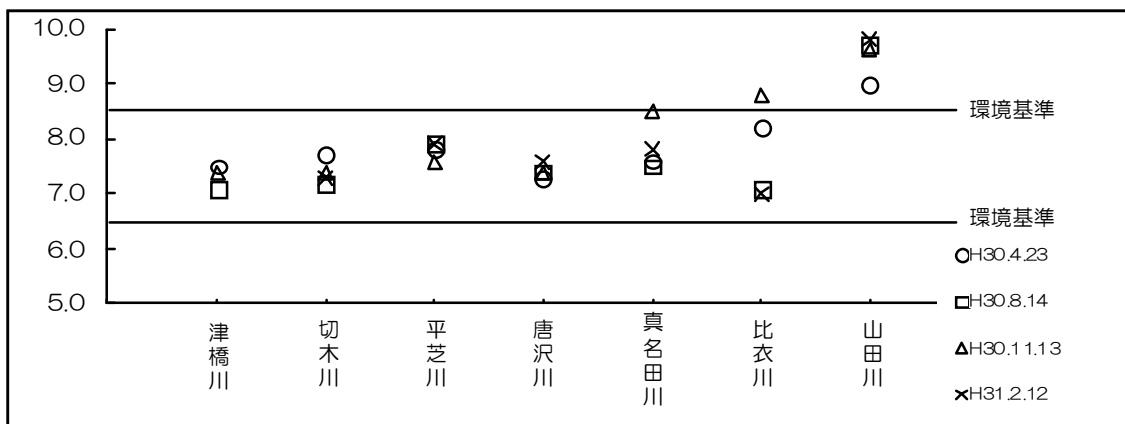 10.0
9.0
8.0
7.0
6.0
5.0
環境基準
環境基準
H30.4.23
H30.8.14
H30.11.13
H31.2.12
津橋川
切木川
平芝川
唐沢川
真名田川
比衣川
山田川